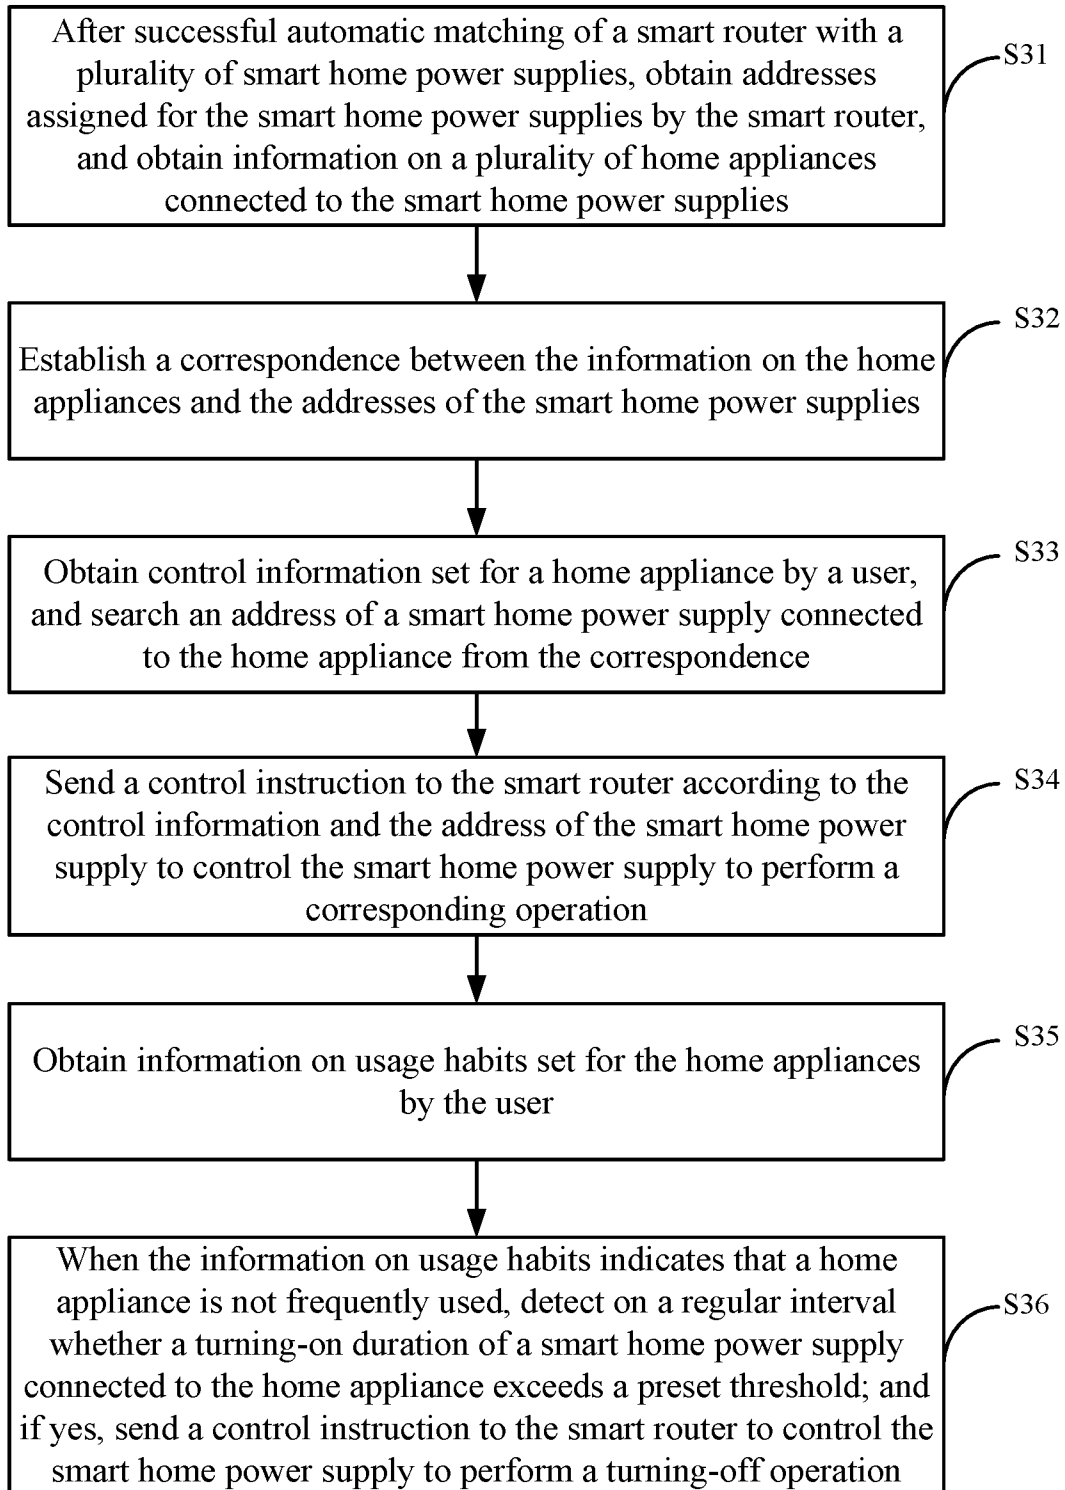 After successful automatic matching of a smart router with a
plurality of smart home power supplies, obtain addresses
assigned for the smart home power supplies by the smart router,
and obtain information on a plurality of home appliances
connected to the smart home power supplies
S31
Establish a correspondence between the information on the home
appliances and the addresses of the smart home power supplies
S32
Obtain control information set for a home appliance by a user,
and search an address of a smart home power supply connected
to the home appliance from the correspondence
S33
Send a control instruction to the smart router according to the
control information and the address of the smart home power
supply to control the smart home power supply to perform a
corresponding operation
S34
Obtain information on usage habits set for the home appliances
by the user
S35
When the information on usage habits indicates that a home
appliance is not frequently used, detect on a regular interval
whether a turning-on duration of a smart home power supply
connected to the home appliance exceeds a preset threshold; and
if yes, send a control instruction to the smart router to control the
smart home power supply to perform a turning-off operation
S36